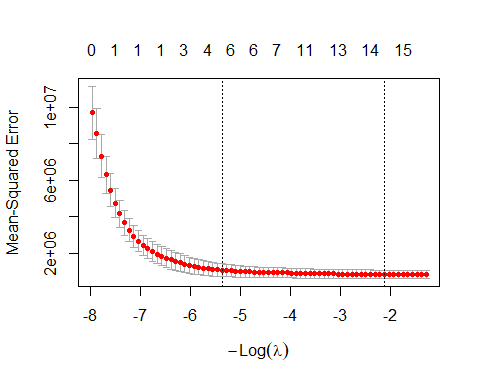 0 1 1 1 3 4 6 6 7 11 13 14 15
Mean-Squared Error
1e+07
6e+06
2e+06
-8 -7 -6 -5 -4 -3 -2
−Log(λ)